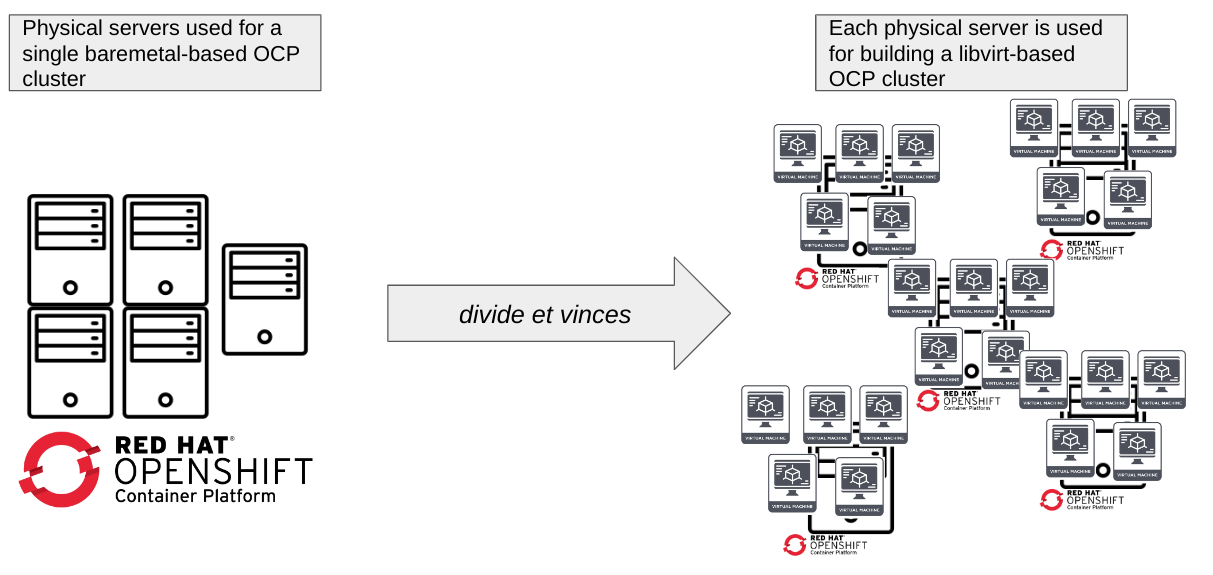 Physical servers used for a
single baremetal-based OCP
cluster
Each physical server is used
for building a libvirt-based
OCP cluster
VIRTUAL MACHINE
VIRTUAL MACHINE
VIRTUAL MACHINE
VIRTUAL MACHINE
VIRTUAL MACHINE
RED HAT
OPENSHIFT
Container Platform
VIRTUAL MACHINE
VIRTUAL MACHINE
VIRTUAL MACHINE
VIRTUAL MACHINE
VIRTUAL MACHINE
RED HAT
OPENSHIFT
Container Platform
divide et vinces
VIRTUAL MACHINE
VIRTUAL MACHINE
VIRTUAL MACHINE
VIRTUAL MACHINE
VIRTUAL MACHINE
RED HAT
OPENSHIFT
Container Platform
VIRTUAL MACHINE
VIRTUAL MACHINE
VIRTUAL MACHINE
VIRTUAL MACHINE
VIRTUAL MACHINE
RED HAT
OPENSHIFT
Container Platform
VIRTUAL MACHINE
VIRTUAL MACHINE
VIRTUAL MACHINE
VIRTUAL MACHINE
VIRTUAL MACHINE
RED HAT
OPENSHIFT
Container Platform
RED HAT®
OPENSHIFT
Container Platform